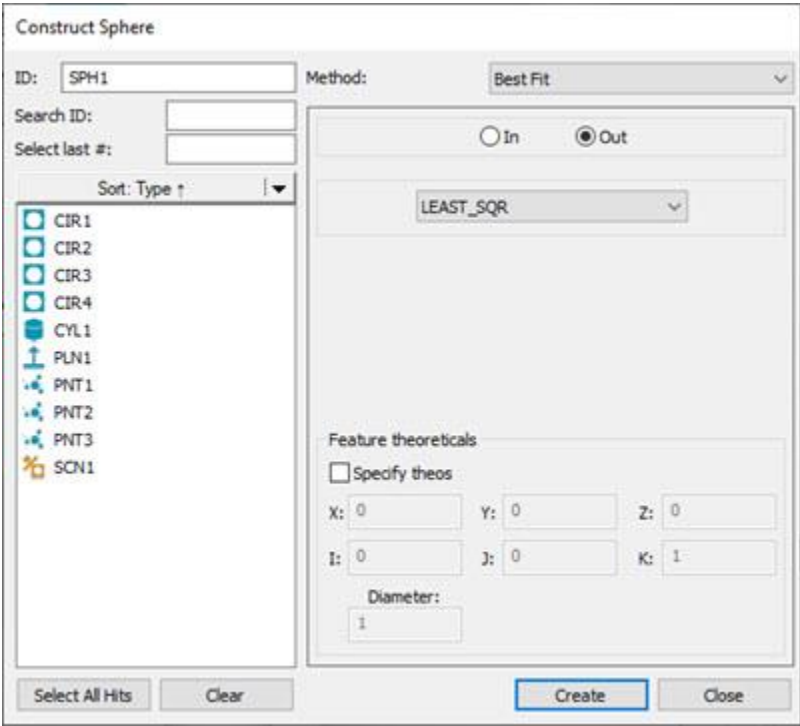 Construct Sphere
ID: SPH1
Method: Best Fit
Search ID:
Select last #:
In Out
Sort: Type ↑
LEAST_SQR
CIR1
CIR2
CIR3
CIR4
CYL1
PLN1
PNT1
PNT2
PNT3
SCN1
Feature theoreticals
Specify theos
X: 0 Y: 0 Z: 0
I: 0 J: 0 K: 1
Diameter:
1
Select All Hits Clear Create Close